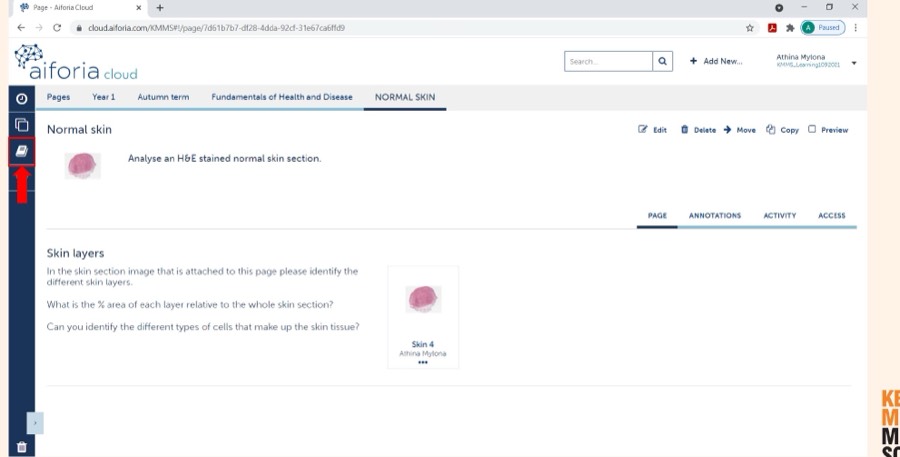 Page - Aiforia Cloud
cloud.aiforia.com/KMMS#!/page/7d61b7b7-df28-4dda-92cf-31e67ca6ffd9
Paused
aiforia cloud
Search...
Add New...
Athina Mylona
Pages Year 1 Autumn term Fundamentals of Health and Disease NORMAL SKIN
Normal skin
Edit Delete Move Copy Preview
Analyse an H&E stained normal skin section.
PAGE ANNOTATIONS ACTIVITY ACCESS
Skin layers
In the skin section image that is attached to this page please identify the
different skin layers.
What is the % area of each layer relative to the whole skin section?
Can you identify the different types of cells that make up the skin tissue?
Skin 4
Athina Mylona
KE
M
M
SC